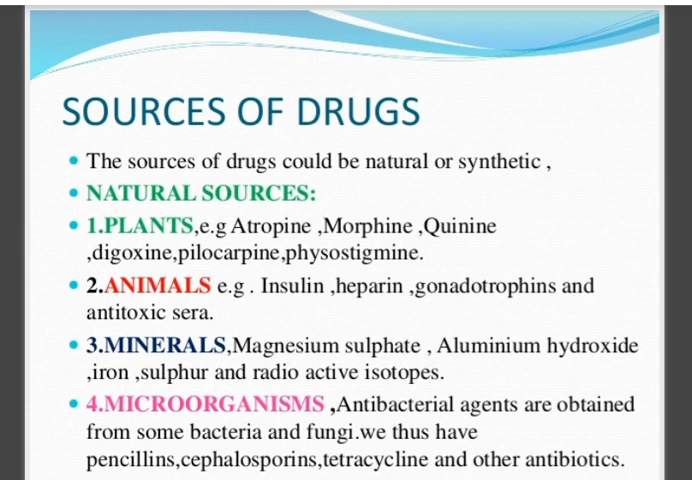 SOURCES OF DRUGS
• The sources of drugs could be natural or synthetic ,
• NATURAL SOURCES:
• 1.PLANTS,e.g Atropine ,Morphine ,Quinine
,digoxine,pilocarpine,physostigmine.
• 2.ANIMALS e.g . Insulin ,heparin ,gonadotrophins and
antitoxic sera.
• 3.MINERALS,Magnesium sulphate , Aluminium hydroxide
,iron ,sulphur and radio active isotopes.
• 4.MICROORGANISMS ,Antibacterial agents are obtained
from some bacteria and fungi.we thus have
pencillins,cephalosporins,tetracycline and other antibiotics.